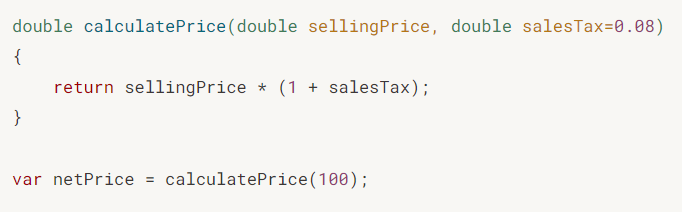 double calculatePrice(double sellingPrice, double salesTax=0.08)
{
    return sellingPrice * (1 + salesTax);
}

var netPrice = calculatePrice(100);